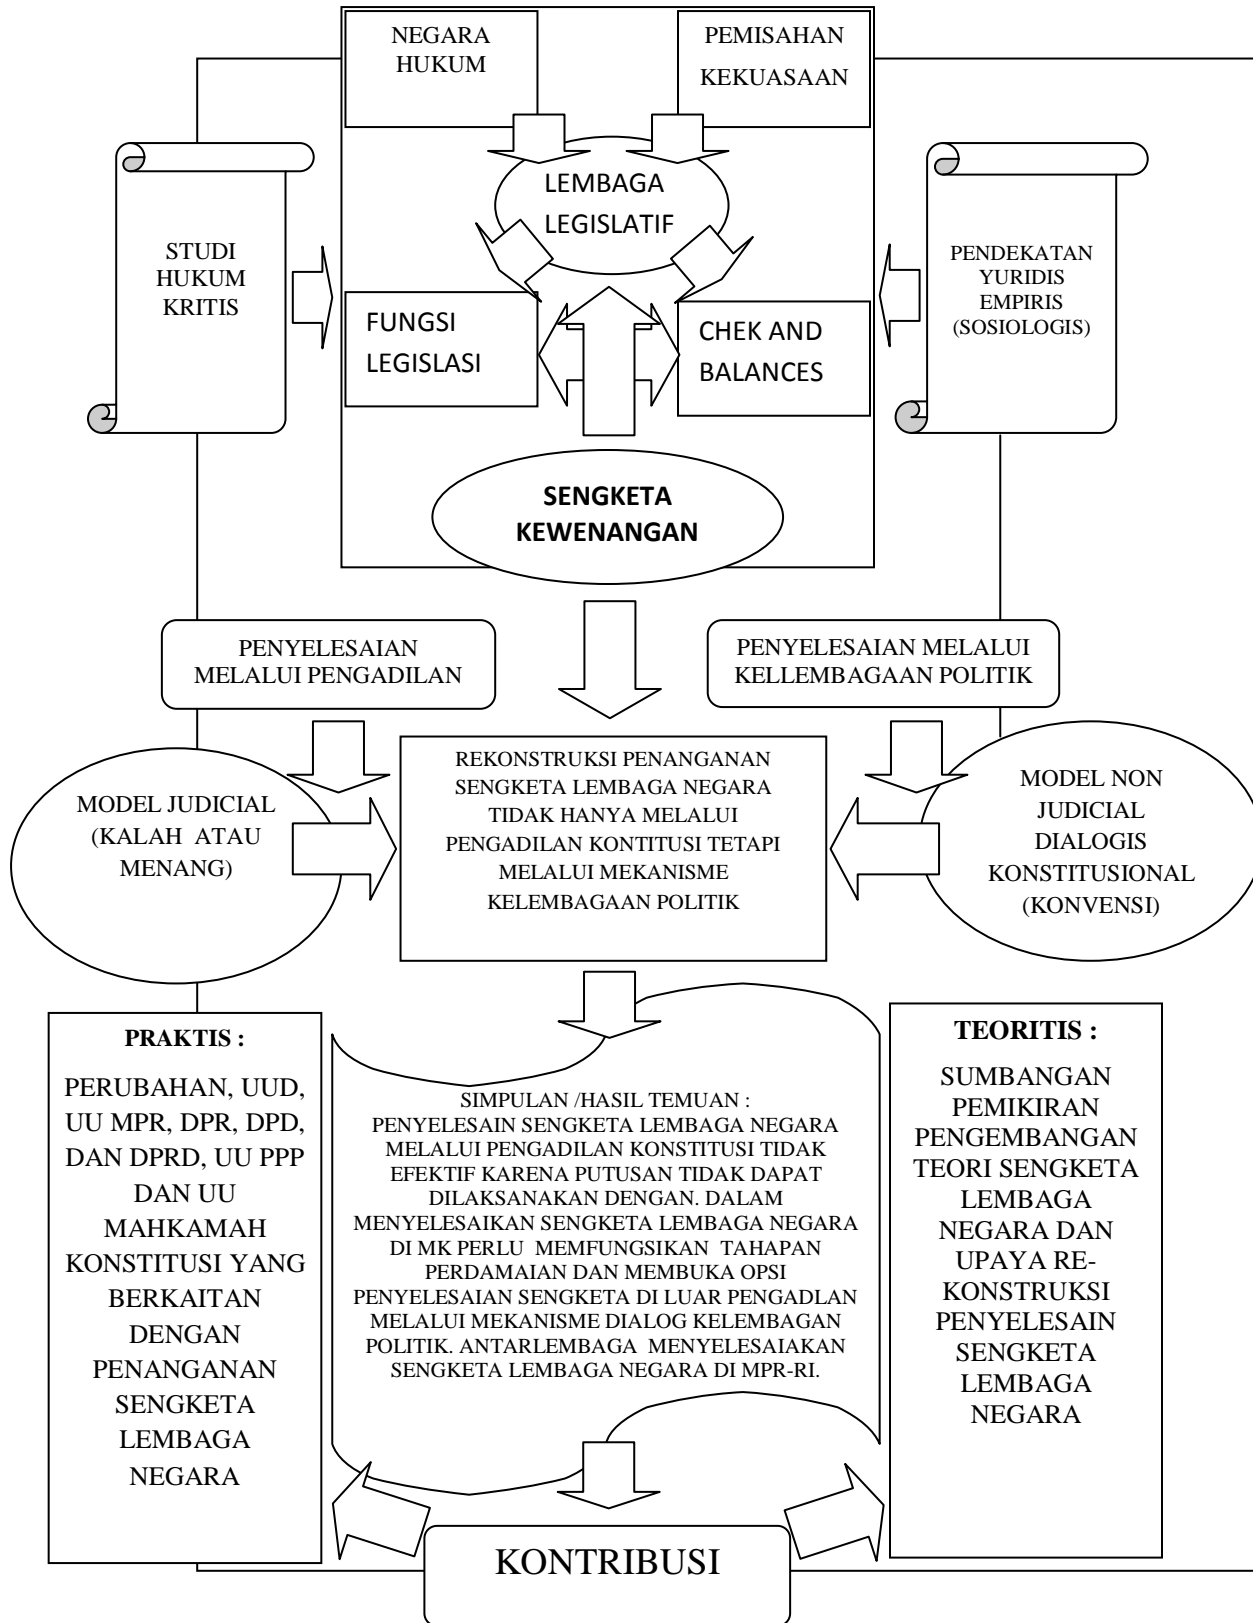 NEGARA
HUKUM
PEMISAHAN
KEKUASAAN
LEMBAGA
LEGISLATIF
STUDI
HUKUM
KRITIS
PENDEKATAN
YURIDIS
EMPIRIS
(SOSIOLOGIS)
FUNGSI
LEGISLASI
CHEK AND
BALANCES
SENGKETA
KEWENANGAN
PENYELESAIAN
MELALUI PENGADILAN
PENYELESAIAN MELALUI
KELLEMBAGAAN POLITIK
MODEL JUDICIAL
(KALAH ATAU
MENANG)
REKONSTRUKSI PENANGANAN
SENGKETA LEMBAGA NEGARA
TIDAK HANYA MELALUI
PENGADILAN KONTITUSI TETAPI
MELALUI MEKANISME
KELEMBAGAAN POLITIK
MODEL NON
JUDICIAL
DIALOGIS
KONSTITUSIONAL
(KONVENSI)
PRAKTIS :
PERUBAHAN, UUD,
UU MPR, DPR, DPD,
DAN DPRD, UU PPP
DAN UU
MAHKAMAH
KONSTITUSI YANG
BERKAITAN
DENGAN
PENANGANAN
SENGKETA
LEMBAGA
NEGARA
SIMPULAN /HASIL TEMUAN :
PENYELESAIN SENGKETA LEMBAGA NEGARA
MELALUI PENGADILAN KONSTITUSI TIDAK
EFEKTIF KARENA PUTUSAN TIDAK DAPAT
DILAKSANAKAN DENGAN. DALAM
MENYELESAIKAN SENGKETA LEMBAGA NEGARA
DI MK PERLU MEMFUNGSIKAN TAHAPAN
PERDAMAIAN DAN MEMBUKA OPSI
PENYELESAIAN SENGKETA DI LUAR PENGADLAN
MELALUI MEKANISME DIALOG KELEMBAGAN
POLITIK. ANTARLEMBAGA MENYELESAIAKAN
SENGKETA LEMBAGA NEGARA DI MPR-RI.
TEORITIS :
SUMBANGAN
PEMIKIRAN
PENGEMBANGAN
TEORI SENGKETA
LEMBAGA
NEGARA DAN
UPAYA RE-
KONSTRUKSI
PENYELESAIN
SENGKETA
LEMBAGA
NEGARA
KONTRIBUSI